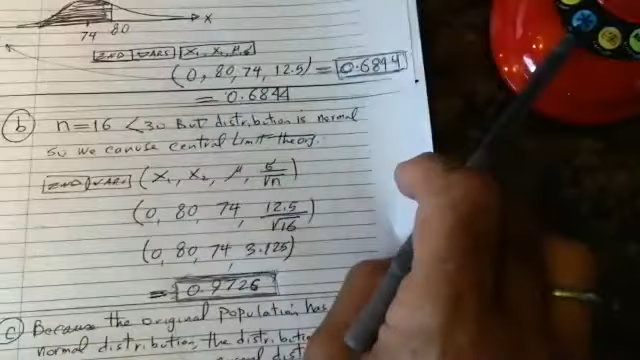 x
74 80
2ND VARS X₁, X₂, μ, σ
(0, 80, 74, 12.5) = 0.6844
= 0.6844
(b) n=16 <30 But distribution is normal
So we can use central Limit theory.
2ND VARS (X₁, X₂, μ, σ/√n)
(0, 80, 74, 12.5/√16)
(0, 80, 74, 3.125)
= 0.9726
(c) Because the original Population has
normal distribution, the distribution